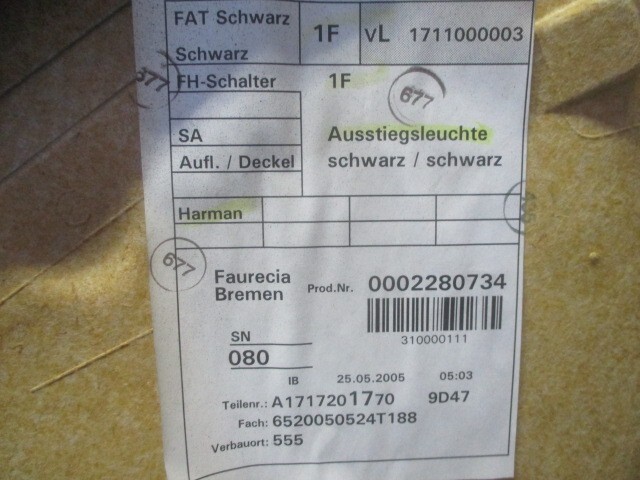 FAT Schwarz
Schwarz
1F
VL 1711000003
FH-Schalter 1F
677
677
SA Ausstiegsleuchte
Aufl. / Deckel schwarz / schwarz
Harman
677
Faurecia
Bremen
Prod.Nr. 0002280734
310000111
SN
080
IB 25.05.2005 05:03
Teilenr.: A1717201770 9D47
Fach: 6520050524T188
Verbauort: 555